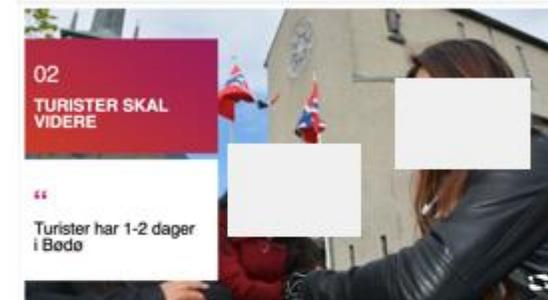 02
TURISTER SKAL
VIDERE
“
Turister har 1-2 dager
i Bødø